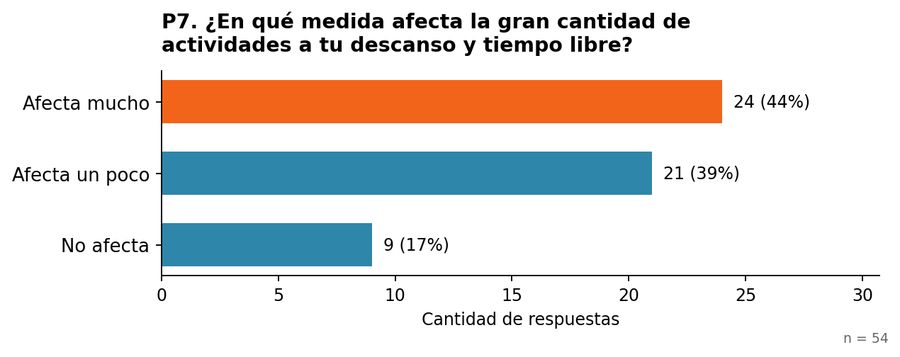 P7. ¿En qué medida afecta la gran cantidad de
actividades a tu descanso y tiempo libre?
Afecta mucho 24 (44%)
Afecta un poco 21 (39%)
No afecta 9 (17%)
0 5 10 15 20 25 30
Cantidad de respuestas
n = 54